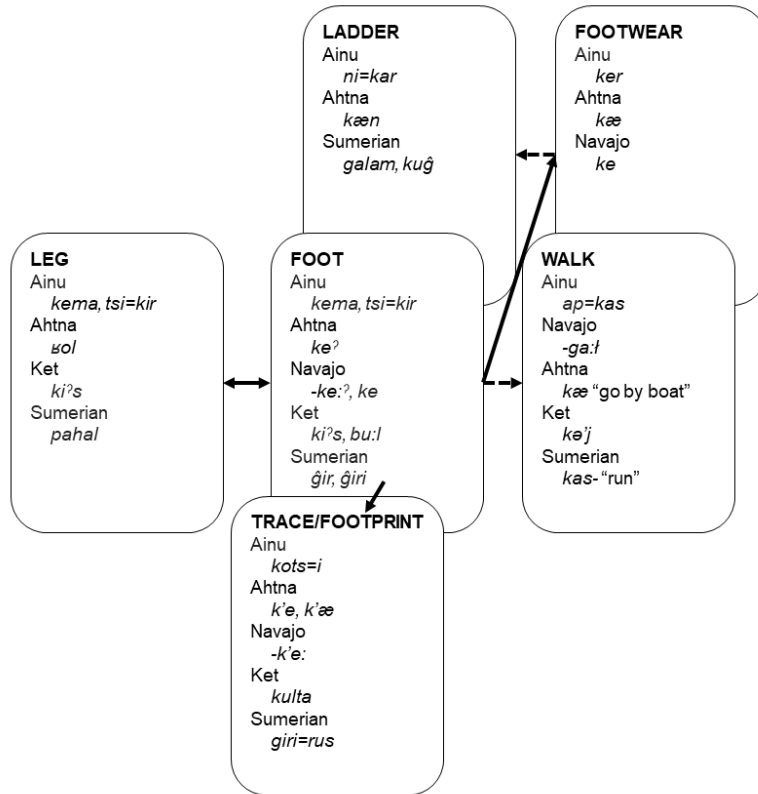 LADDER
Ainu
ni=kar
Ahtna
kæn
Sumerian
galam, kuĝ
FOOTWEAR
Ainu
ker
Ahtna
kæ
Navajo
ke
LEG
Ainu
kema, tsi=kir
Ahtna
ʁol
Ket
kiˀs
Sumerian
pahal
FOOT
Ainu
kema, tsi=kir
Ahtna
keˀ
Navajo
-ke:ˀ, ke
Ket
kiˀs, bu:l
Sumerian
ĝir, ĝiri
WALK
Ainu
ap=kas
Navajo
-ga:ł
Ahtna
kæ “go by boat”
Ket
kə’j
Sumerian
kas- “run”
TRACE/FOOTPRINT
Ainu
kots=i
Ahtna
k’e, k’æ
Navajo
-k’e:
Ket
kulta
Sumerian
giri=rus